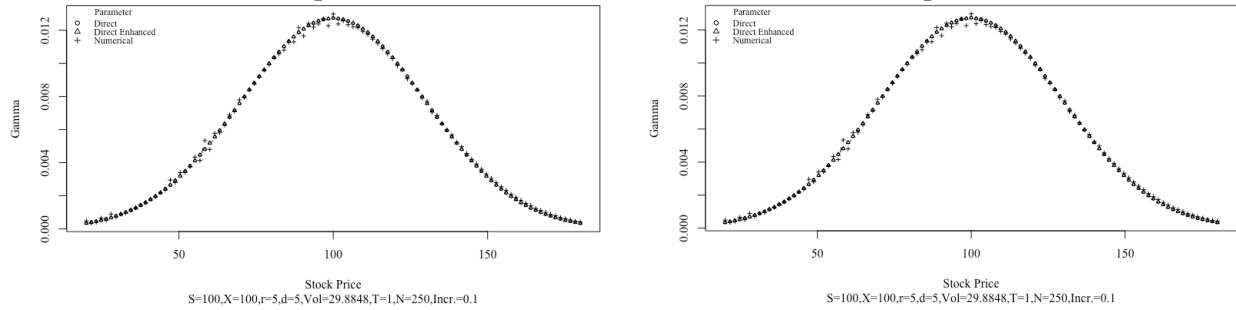 Parameter
Direct
Direct Enhanced
Numerical
Gamma
0.012
0.008
0.004
0.000
50
100
150
Stock Price
S=100,X=100,r=5,d=5,Vol=29.8848,T=1,N=250,Incr.=0.1
Parameter
Direct
Direct Enhanced
Numerical
Gamma
0.012
0.008
0.004
0.000
50
100
150
Stock Price
S=100,X=100,r=5,d=5,Vol=29.8848,T=1,N=250,Incr.=0.1